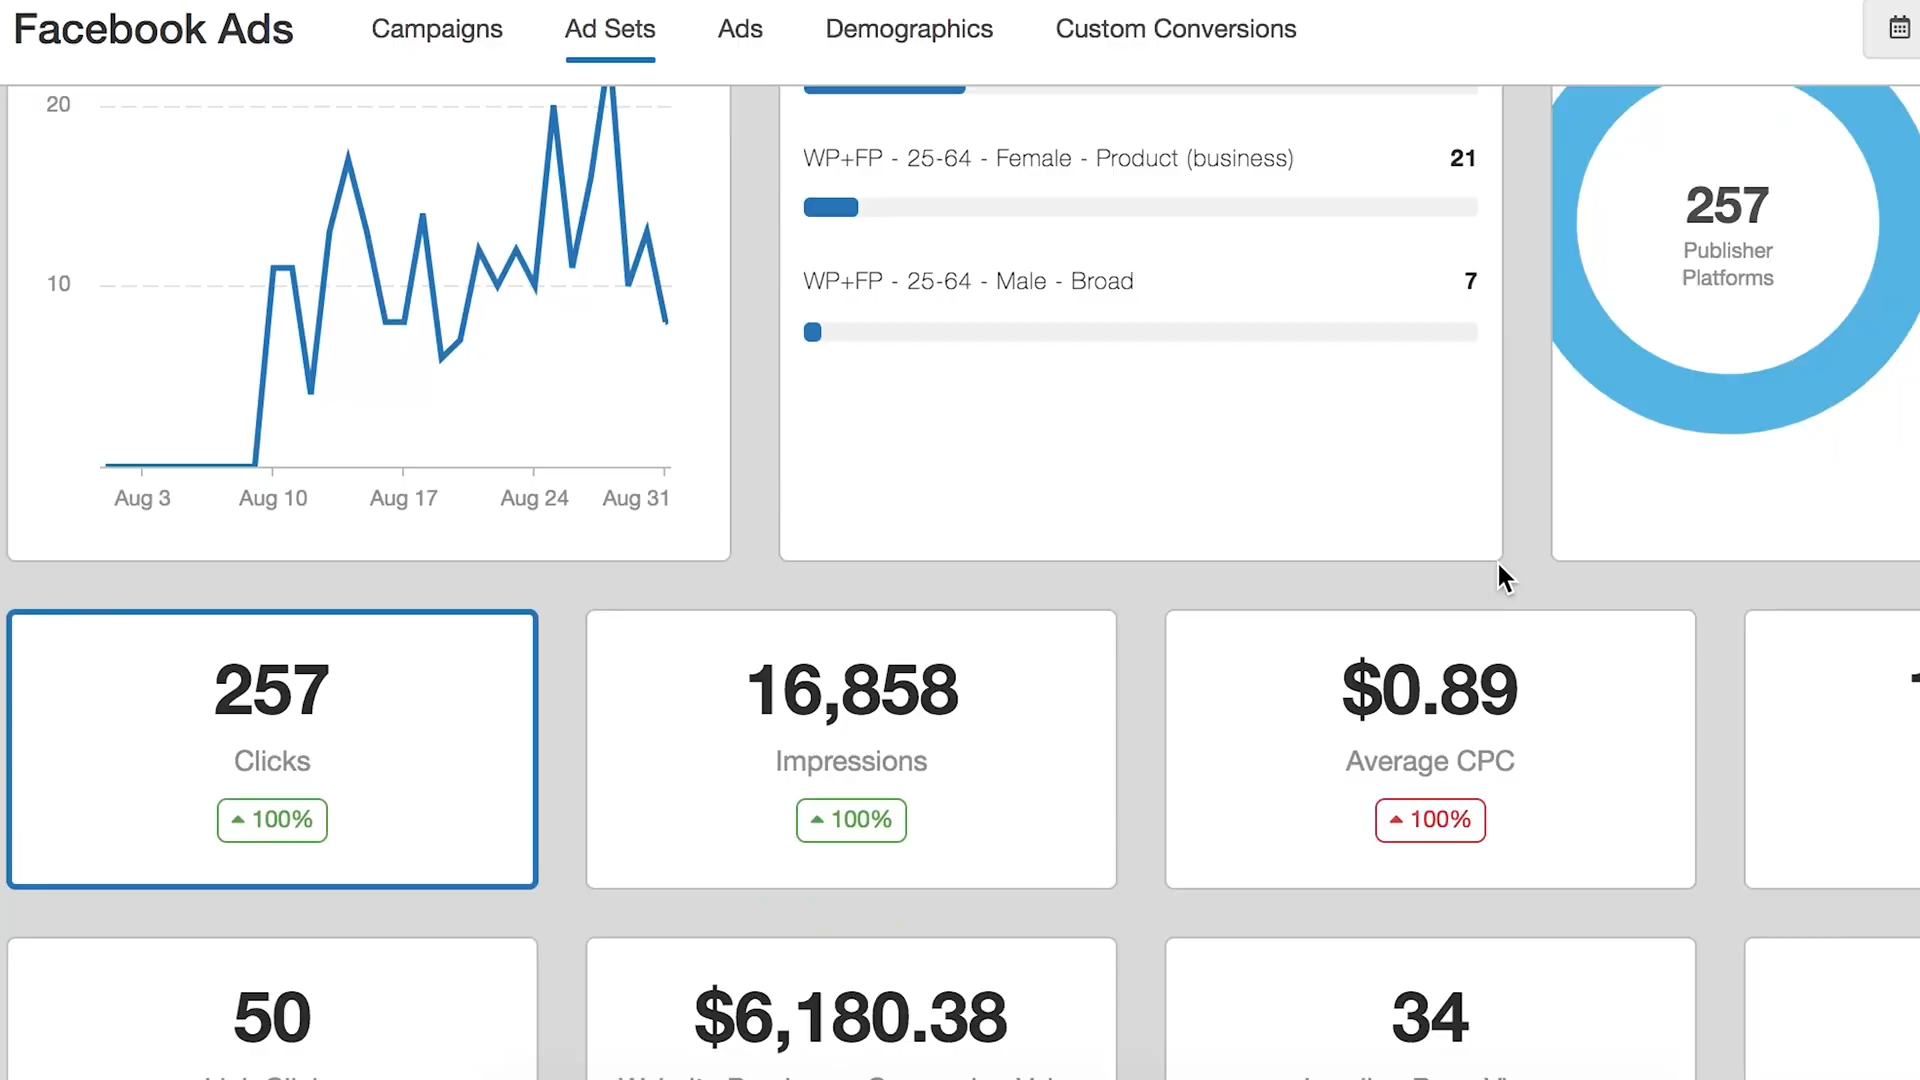 Facebook Ads
Campaigns
Ad Sets
Ads
Demographics
Custom Conversions
20
10
Aug 3
Aug 10
Aug 17
Aug 24
Aug 31
WP+FP - 25-64 - Female - Product (business)
21
WP+FP - 25-64 - Male - Broad
7
257
Publisher
Platforms
257
Clicks
100%
16,858
Impressions
100%
$0.89
Average CPC
100%
50
$6,180.38
34